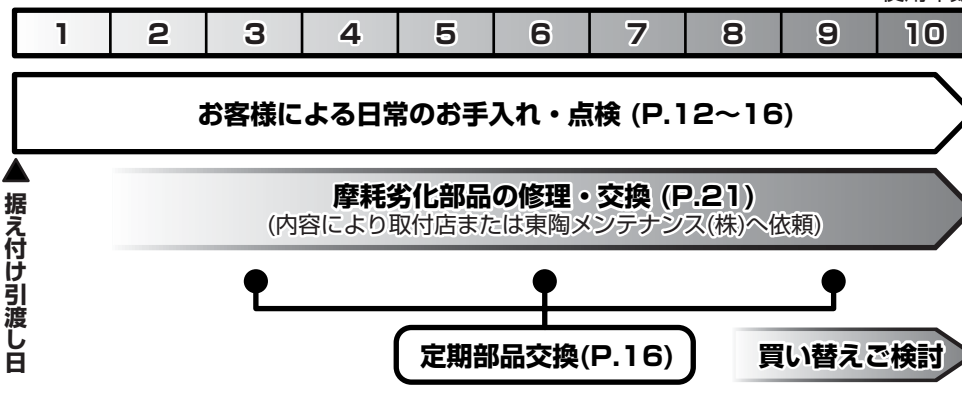 1 2 3 4 5 6 7 8 9 10
お客様による日常のお手入れ・点検 (P.12～16)
据え付け引渡し日
摩耗劣化部品の修理・交換 (P.21)
(内容により取付店または東陶メンテナンス(株)へ依頼)
定期部品交換(P.16)
買い替えご検討